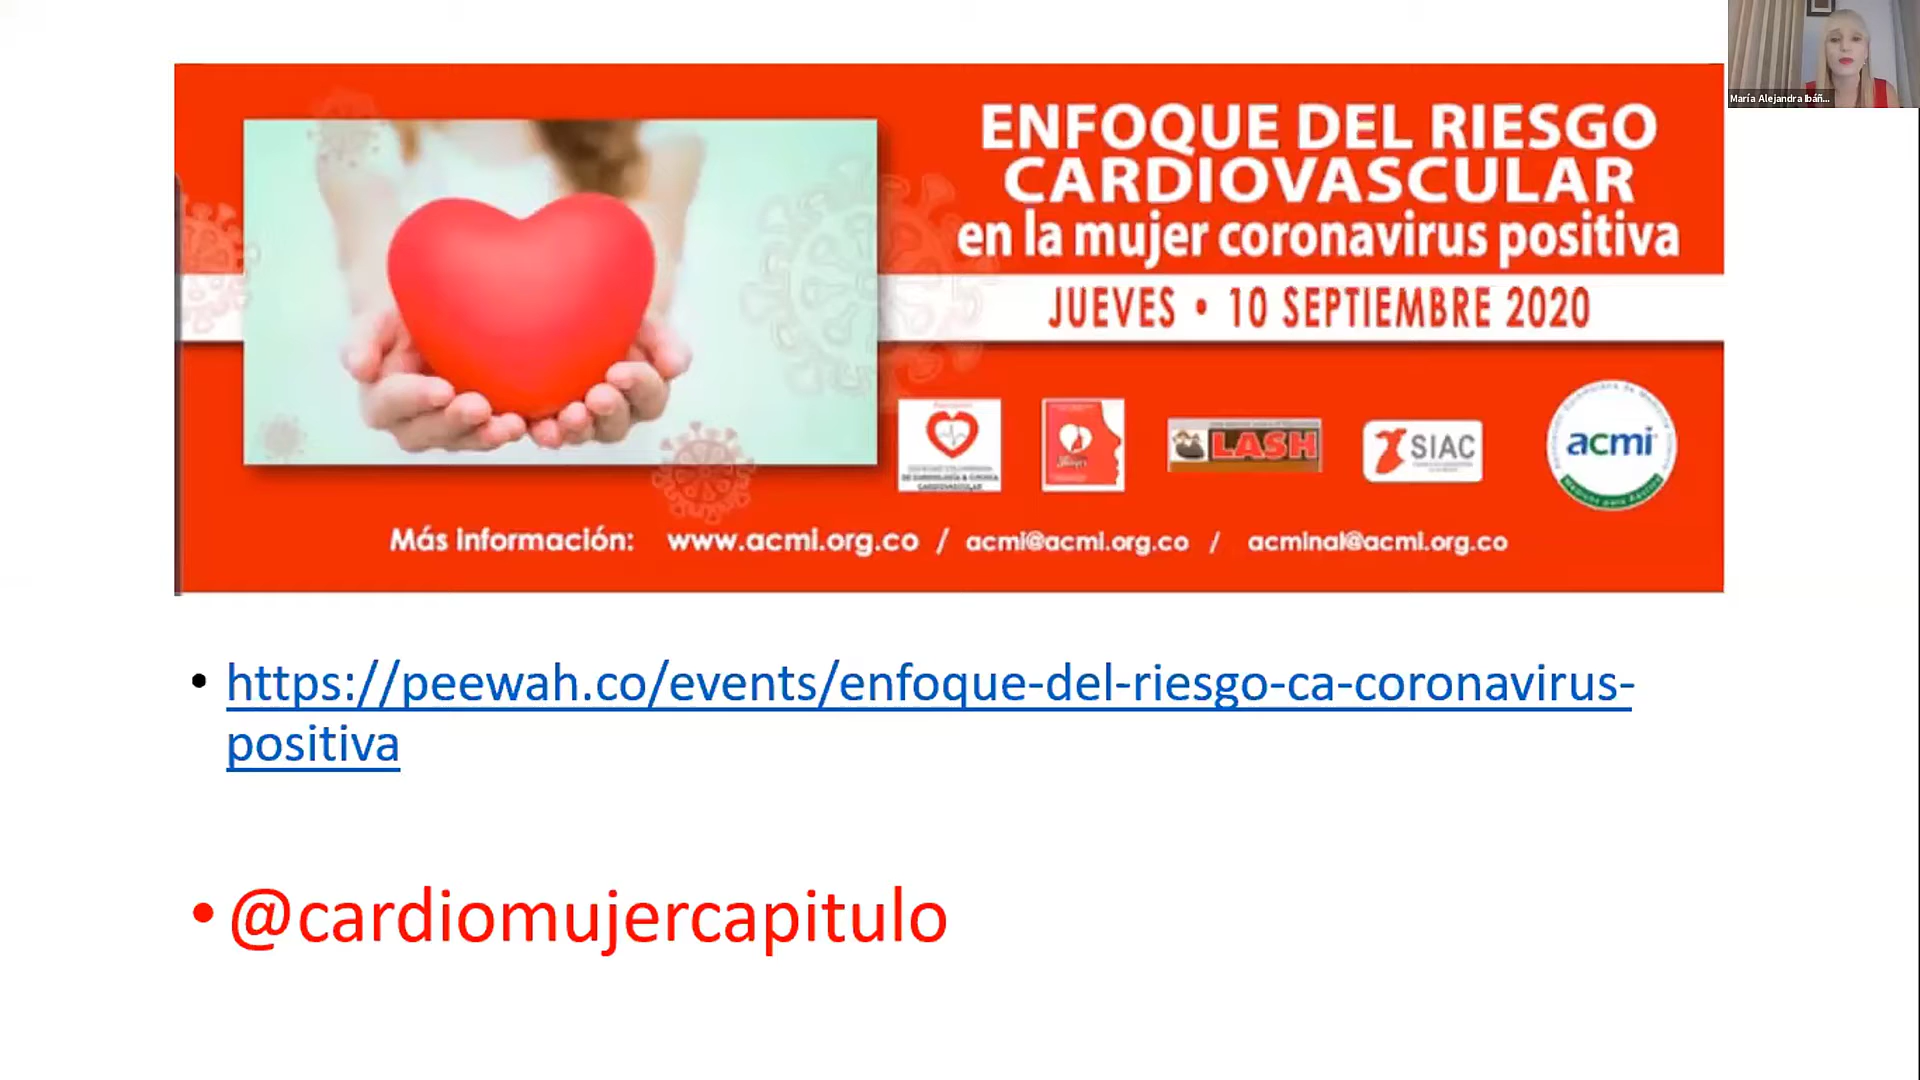 María Alejandra Ibáñ...
ENFOQUE DEL RIESGO
CARDIOVASCULAR
en la mujer coronavirus positiva
JUEVES • 10 SEPTIEMBRE 2020
LASH
SIAC
acmi
Más información: www.acmi.org.co / acmi@acmi.org.co / acminal@acmi.org.co
• https://peewah.co/events/enfoque-del-riesgo-ca-coronavirus-
positiva
• @cardiomujercapitulo